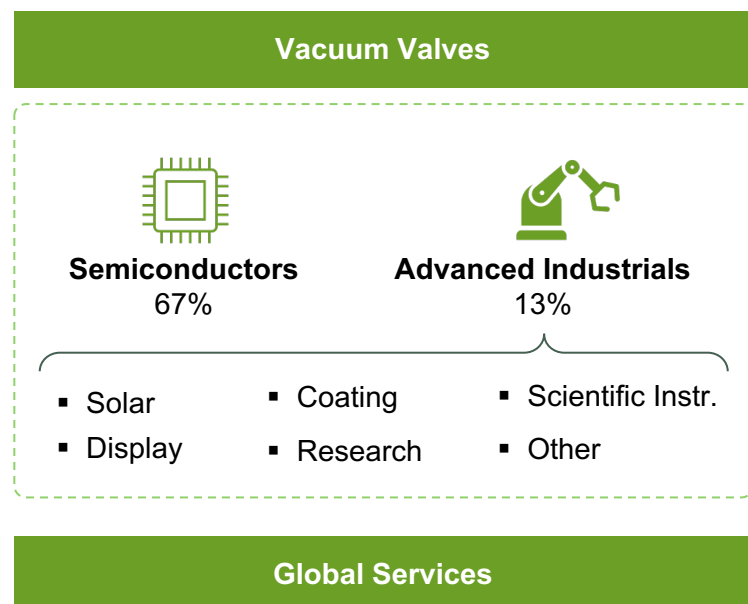 Vacuum Valves
Semiconductors
67%
Advanced Industrials
13%
▪ Solar
▪ Display
▪ Coating
▪ Research
▪ Scientific Instr.
▪ Other
Global Services